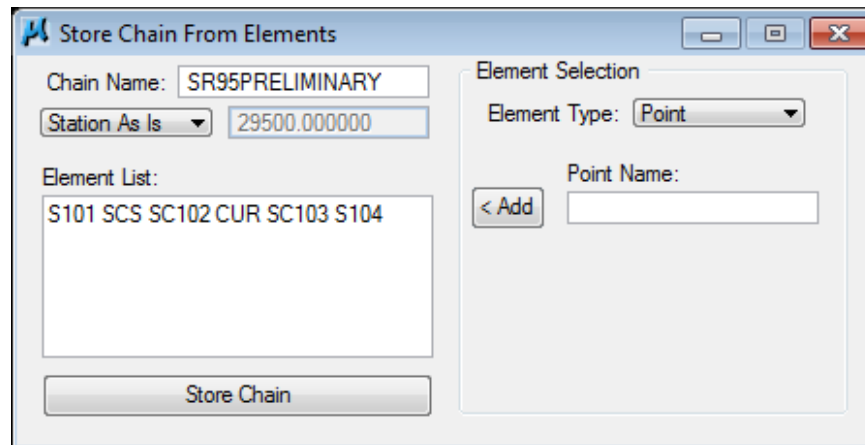 Store Chain From Elements
Chain Name: SR95PRELIMINARY
Station As Is 29500.000000
Element List:
S101 SCS SC102 CUR SC103 S104
Store Chain
Element Selection
Element Type: Point
Point Name:
< Add